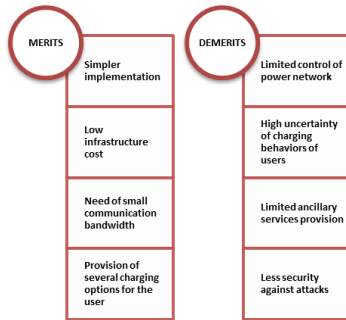 MERITS
Simpler
implementation
Low
infrastructure
cost
Need of small
communication
bandwidth
Provision of
several charging
options for the
user
DEMERITS
Limited control of
power network
High uncertainty
of charging
behaviors of
users
Limited ancillary
services provision
Less security
against attacks